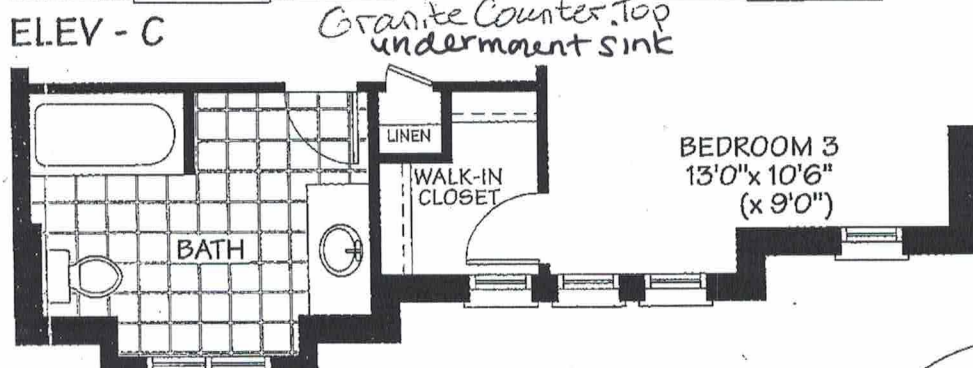 ELEV - C
Granite Counter Top
undermount sink
LINEN
WALK-IN
CLOSET
BEDROOM 3
13'0"x 10'6"
(x 9'0")
BATH